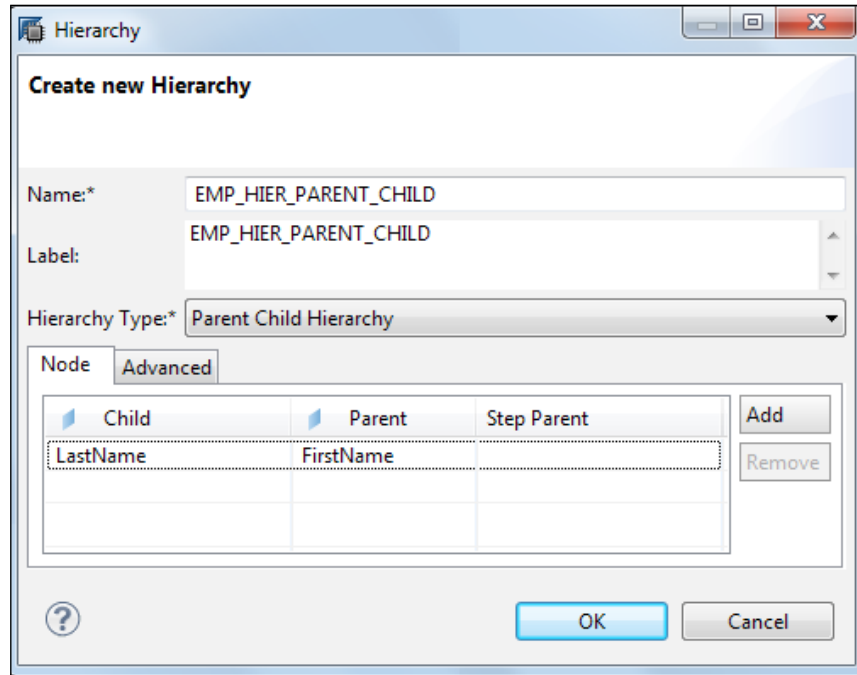 Hierarchy
Create new Hierarchy
Name:* EMP_HIER_PARENT_CHILD
Label: EMP_HIER_PARENT_CHILD
Hierarchy Type:* Parent Child Hierarchy
Node Advanced
Child Parent Step Parent Add
LastName FirstName Remove
? OK Cancel